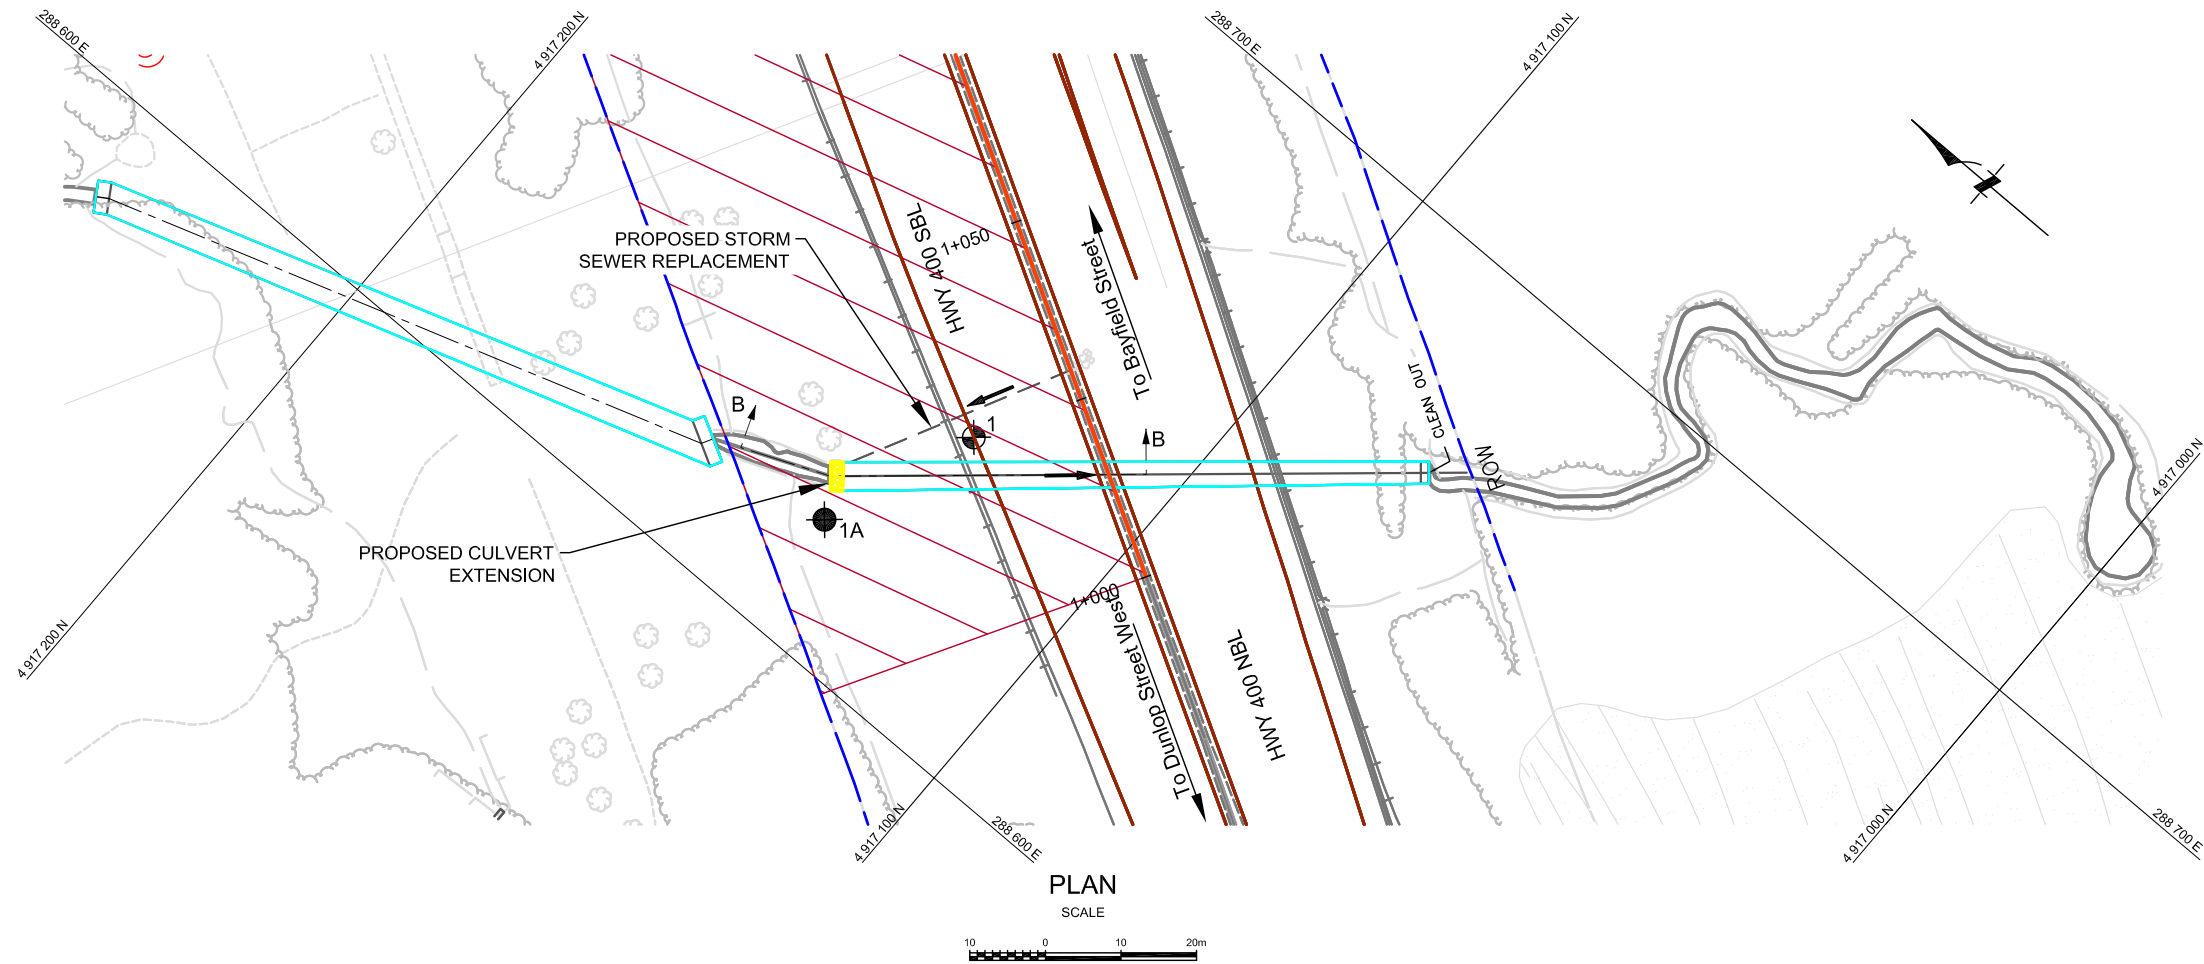 288 600 E
4 917 200 N
288 700 E
4 917 100 N
PROPOSED STORM
SEWER REPLACEMENT
HWY 400 SBL
1+050
To Bayfield Street
B
1
B
CLEAN OUT
ROW
1A
PROPOSED CULVERT
EXTENSION
1+000
To Dunlop Street West
HWY 400 NBL
4 917 200 N
4 917 000 N
4 917 100 N
288 600 E
4 917 000 N
288 700 E
PLAN
SCALE
10 0 10 20m